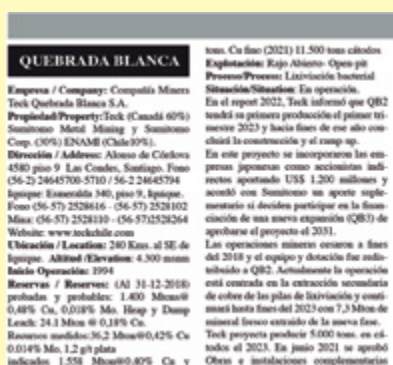 QUEBRADA BLANCA
Empresa / Company: Compañía Minera
Teck Quebrada Blanca S.A.
Propiedad/Property:Teck (Canadá 60%)
Sumitomo Metal Mining y Sumitomo
Corp. (30%) ENAMI (Chile10%).
Dirección / Address: Alonso de Córdova
4580 piso 9 Las Condes, Santiago. Fono
(56-2) 24645700-5710 / 56-2 24645794
Iquique: Esmeralda 340, piso 9, Iquique.
Fono (56-57) 2528616 - (56-57) 2528102
Mina: (56-57) 2528110 - (56-57)2528264
Website: www.teckchile.com
Ubicación / Location: 240 Kms. al SE de
Iquique. Altitud /Elevation: 4.300 msnm
Inicio Operación: 1994
Reservas / Reserves: (Al 31-12-2018)
probadas y probables: 1.400 Mtons@
0,48% Cu, 0,018% Mo. Heap y Dump
Leach: 24.1 Mton @ 0,18% Cu.
Recursos medidos:36,2 Mton@0,42% Cu
0.014% Mo, 1,2 g/t plata
indicados 1.558 Mton@0.40% Cu y
tons. Cu fino (2021) 11.500 tons cátodos
Explotación: Rajo Abierto- Open pit
Proceso/Process: Lixiviación bacterial
Situación/Situation: En operación.
En el report 2022, Teck informó que QB2
tendrá su primera producción el primer tri-
mestre 2023 y hacia fines de ese año con-
cluirá la construcción y el ramp up.
En este proyecto se incorporaron las em-
presas japonesas como accionistas indi-
rectos aportando US$ 1.200 millones y
acordó con Sumitomo un aporte suple-
mentario si deciden participar en la finan-
ciación de una nueva expansión (QB3) de
aprobarse el proyecto el 2031.
Las operaciones mineras cesaron a fines
del 2018 y el equipo y dotación fue redis-
tribuido a QB2. Actualmente la operación
está centrada en la extracción secundaria
de cobre de las pilas de lixiviación y conti-
nuará hasta fines del 2023 con 7,3 Mton de
mineral fresco extraído de la nueva fase.
Teck proyecta producir 5.000 tons. en cá-
todos el 2023. En junio 2021 se aprobó
Obras e instalaciones complementarias